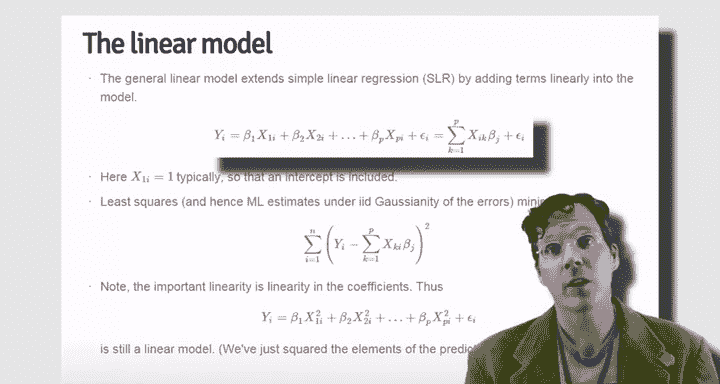 The linear model
· The general linear model extends simple linear regression (SLR) by adding terms linearly into the
model.
Y_i = β_1 X_{1i} + β_2 X_{2i} + … + β_p X_{pi} + ϵ_i = ∑_{k=1}^{p} X_{ik} β_j + ϵ_i
· Here X_{1i} = 1 typically, so that an intercept is included.
· Least squares (and hence ML estimates under iid Gaussianity of the errors)
∑_{i=1}^{n} (Y_i − ∑_{k=1}^{p} X_{ki} β_j)^2
· Note, the important linearity is linearity in the coefficients. Thus
Y_i = β_1 X_{1i}^2 + β_2 X_{2i}^2 + … + β_p X_{pi}^2 + ϵ_i
is still a linear model. (We've just squared the elements of the